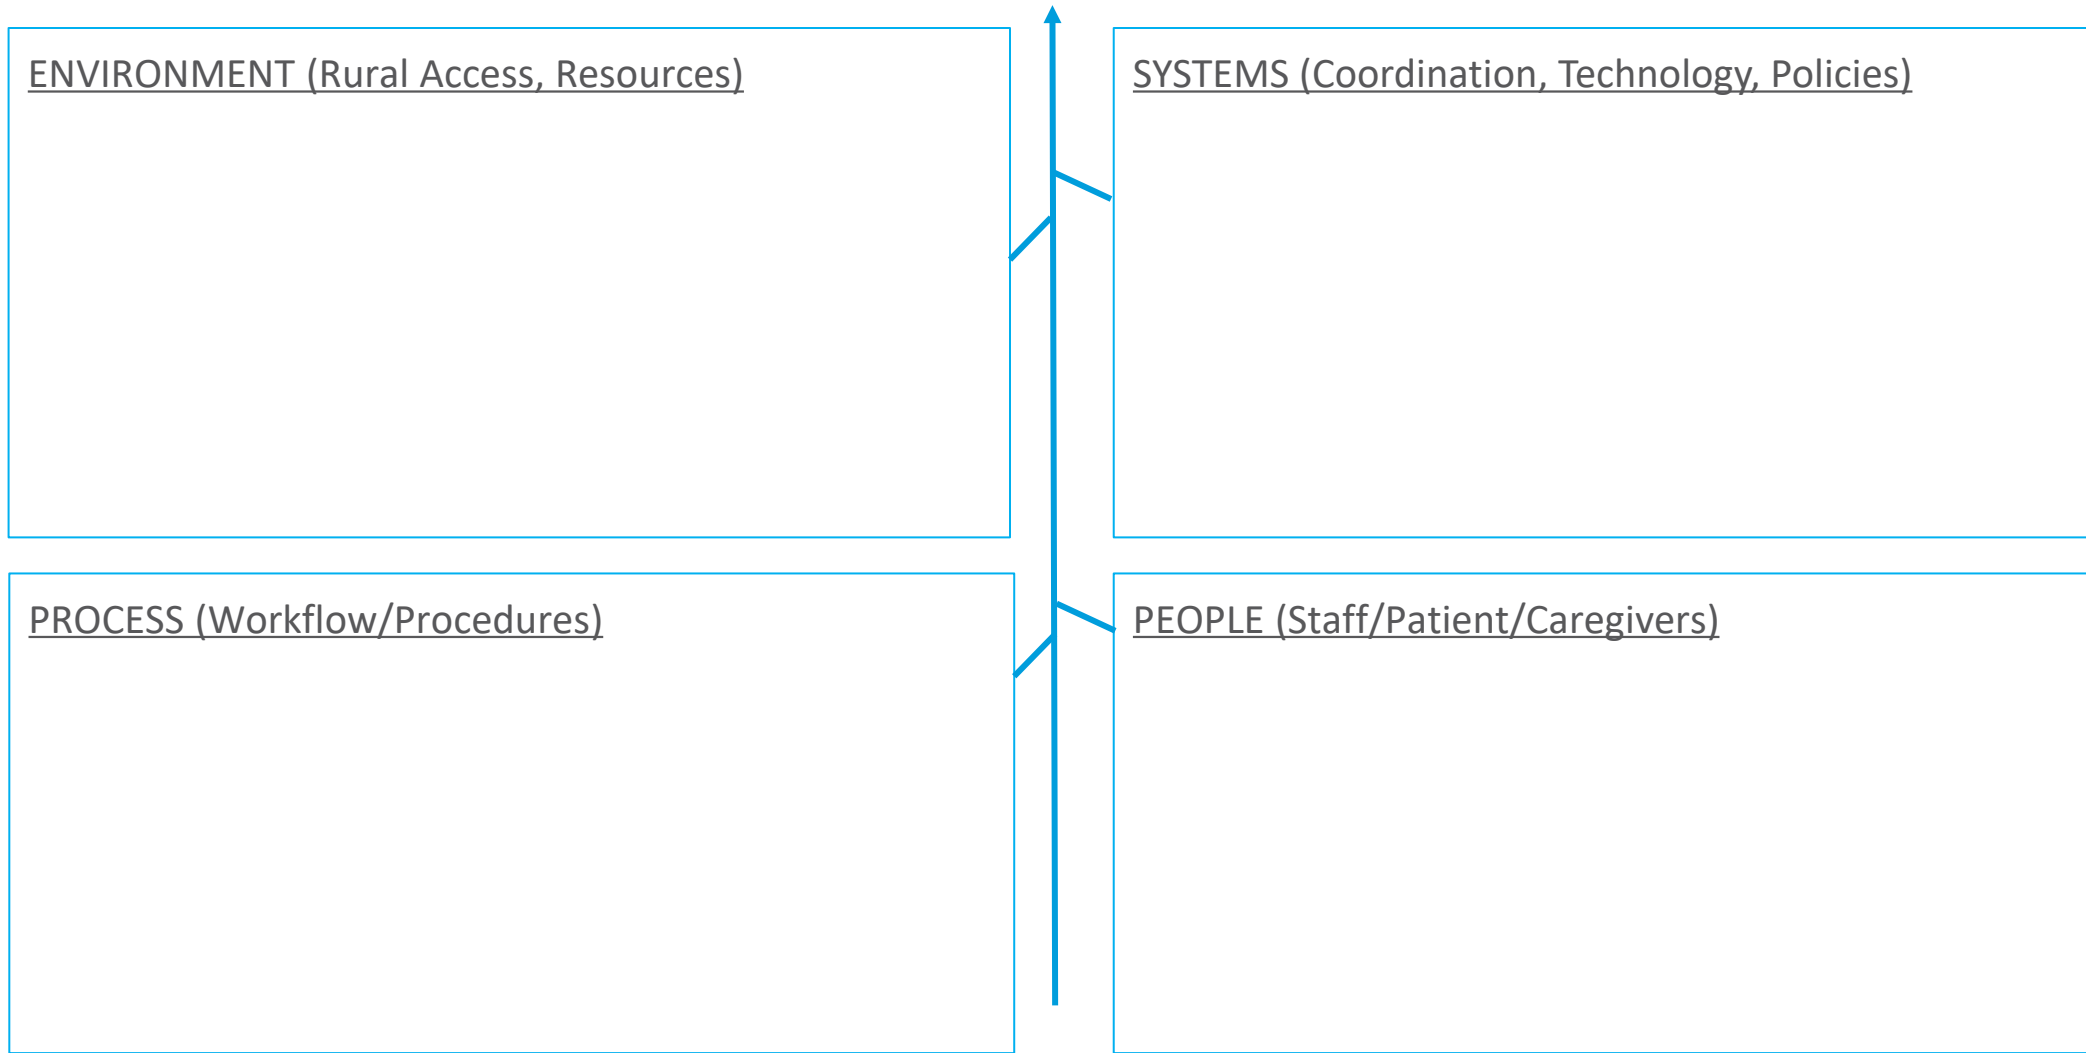 ENVIRONMENT (Rural Access, Resources)
SYSTEMS (Coordination, Technology, Policies)
PROCESS (Workflow/Procedures)
PEOPLE (Staff/Patient/Caregivers)